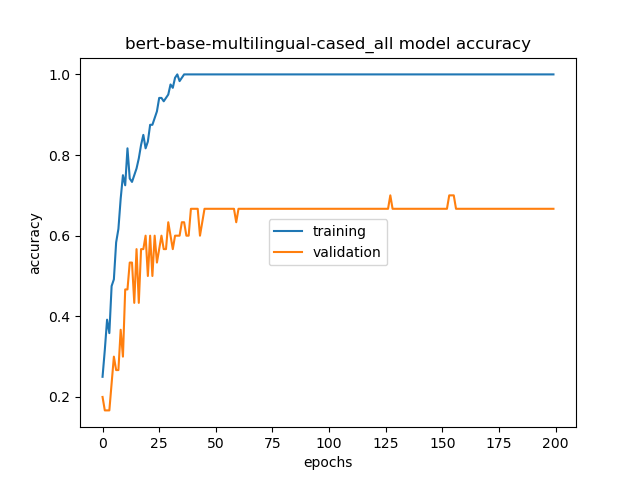 bert-base-multilingual-cased_all model accuracy
1.0
0.8
0.6
0.4
0.2
accuracy
training
validation
0 25 50 75 100 125 150 175 200
epochs